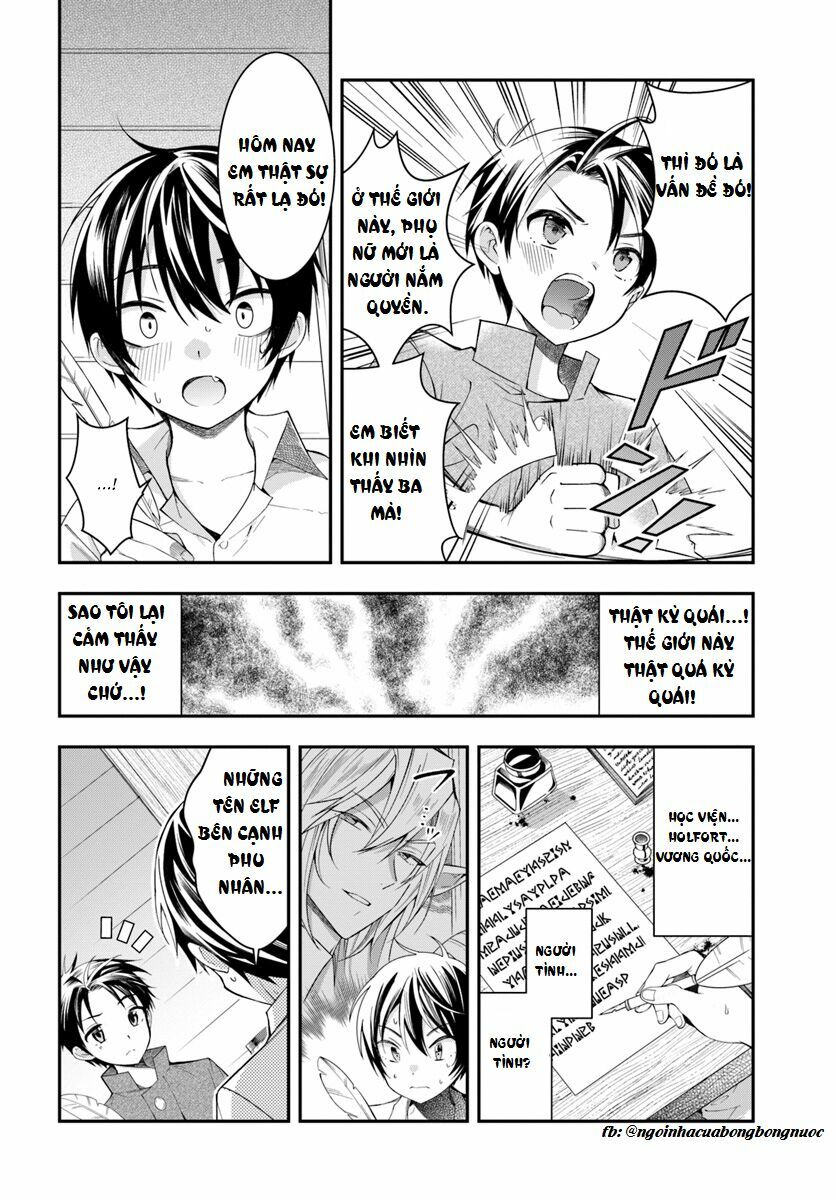 THÌ ĐÓ LÀ
VẤN ĐỀ ĐÓ!
Ở THẾ GIỚI
NÀY, PHỤ
NỮ MỚI LÀ
NGƯỜI NẮM
QUYỀN.
EM BIẾT
KHI NHÌN
THẤY BA
MÀ!
ド
HÔM NAY
EM THẬT SỰ
RẤT LẠ ĐÓ!
...!
THẬT KỲ QUÁI...!
THẾ GIỚI NÀY
THẬT QUÁ KỲ
QUÁI!
SAO TÔI LẠI
CẢM THẤY
NHƯ VẬY
CHỨ...!
HỌC VIỆN...
HOLFORT...
VƯƠNG QUỐC...
NGƯỜI
TÌNH...
NGƯỜI
TÌNH?
NHỮNG
TÊN ELF
BÊN CẠNH
PHU
NHÂN...
fb: @ngoinhacuabongbongnuoc